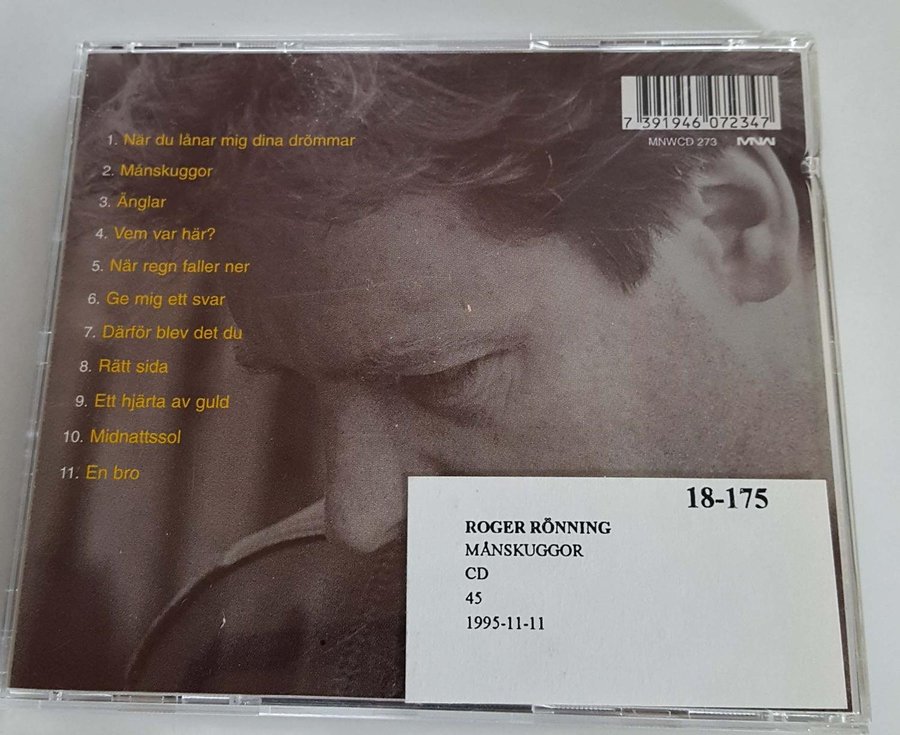 7 391946 072347
MNWCD 273 MNW
1. När du lånar mig dina drömmar
2. Månskuggor
3. Änglar
4. Vem var här?
5. När regn faller ner
6. Ge mig ett svar
7. Därför blev det du
8. Rätt sida
9. Ett hjärta av guld
10. Midnattssol
11. En bro
18-175
ROGER RÖNNING
MÅNSKUGGOR
CD
45
1995-11-11